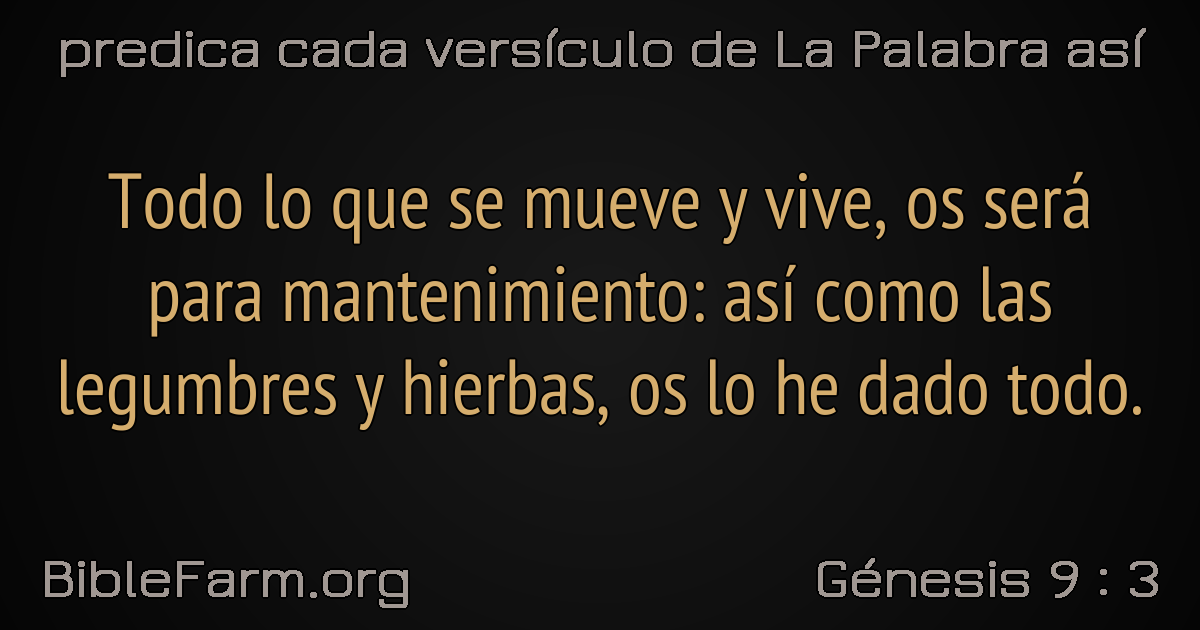 predica cada versículo de La Palabra así
Todo lo que se mueve y vive, os será
para mantenimiento: así como las
legumbres y hierbas, os lo he dado todo.
BibleFarm.org
Génesis 9 : 3